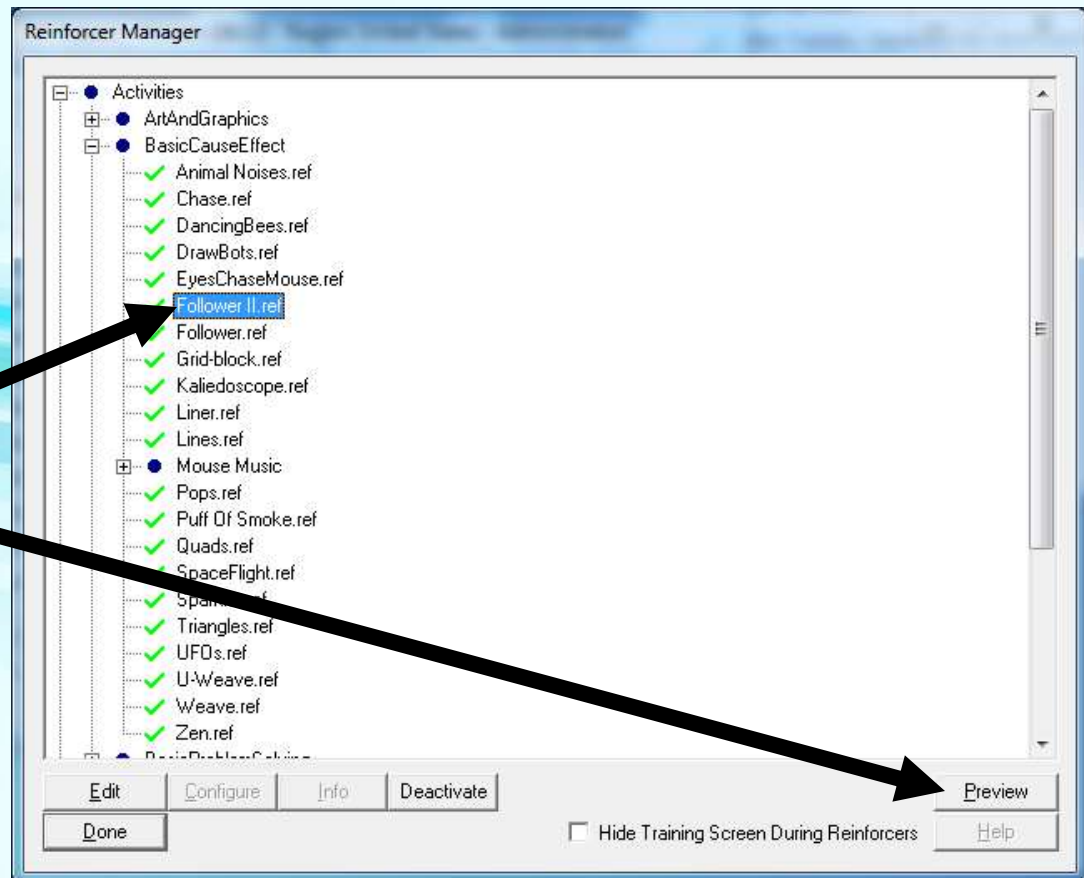 Reinforcer Manager
Activities
ArtAndGraphics
BasicCauseEffect
Animal Noises.ref
Chase.ref
DancingBees.ref
DrawBots.ref
EyesChaseMouse.ref
Follower II.ref
Follower.ref
Grid-block.ref
Kaliedoscope.ref
Liner.ref
Lines.ref
Mouse Music
Pops.ref
Puff Of Smoke.ref
Quads.ref
SpaceFlight.ref
Triangles.ref
UFOs.ref
U-Weave.ref
Weave.ref
Zen.ref
BasicProblemSolving
Edit Configure Info Deactivate Preview
Done Hide Training Screen During Reinforcers Help